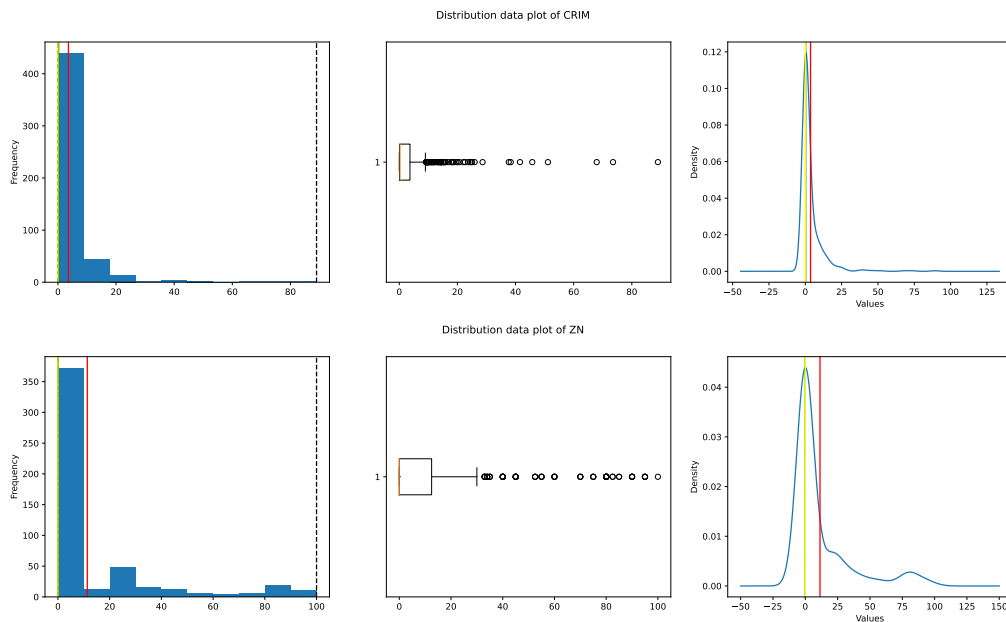 Distribution data plot of CRIM
Frequency
400
300
200
100
0
0 20 40 60 80
1
0 20 40 60 80
Density
0.12
0.10
0.08
0.06
0.04
0.02
0.00
−50 −25 0 25 50 75 100 125
Values
Distribution data plot of ZN
Frequency
350
300
250
200
150
100
50
0
0 20 40 60 80 100
1
0 20 40 60 80 100
Density
0.04
0.03
0.02
0.01
0.00
−50 −25 0 25 50 75 100 125 150
Values